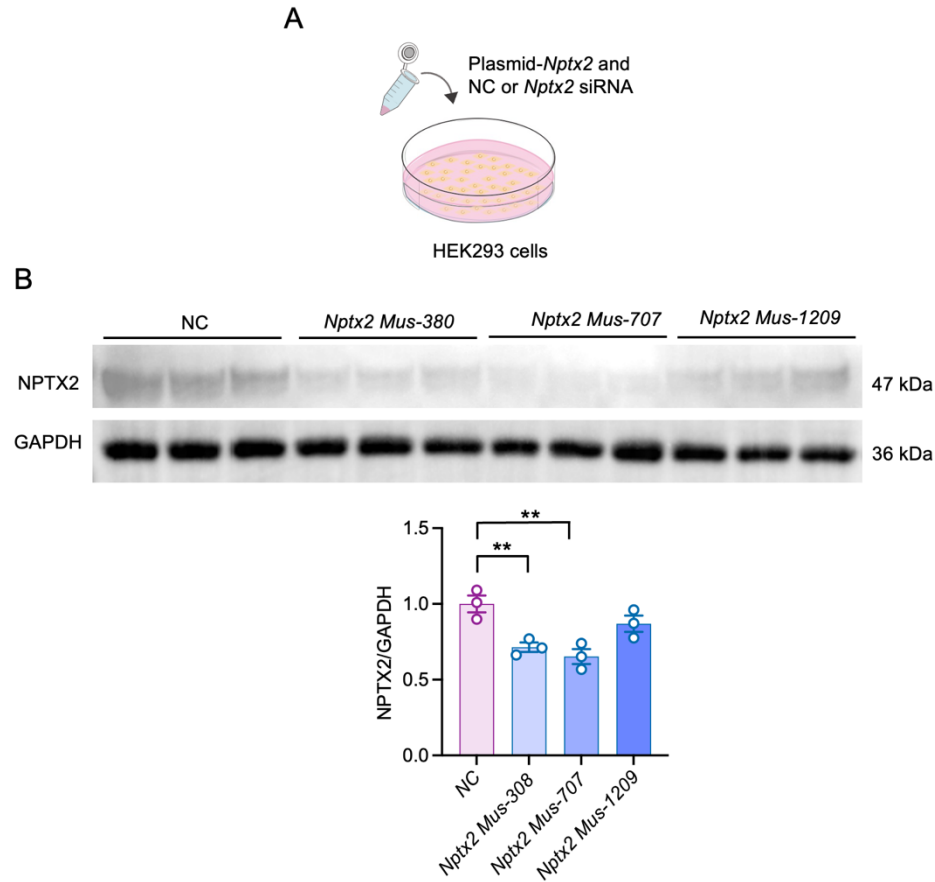 A
Plasmid-Nptx2 and
NC or Nptx2 siRNA
HEK293 cells
B
NC Nptx2 Mus-380 Nptx2 Mus-707 Nptx2 Mus-1209
NPTX2 47 kDa
GAPDH 36 kDa
1.5
1.0
0.5
0.0
NPTX2/GAPDH
**
**
NC
Nptx2 Mus-308
Nptx2 Mus-707
Nptx2 Mus-1209